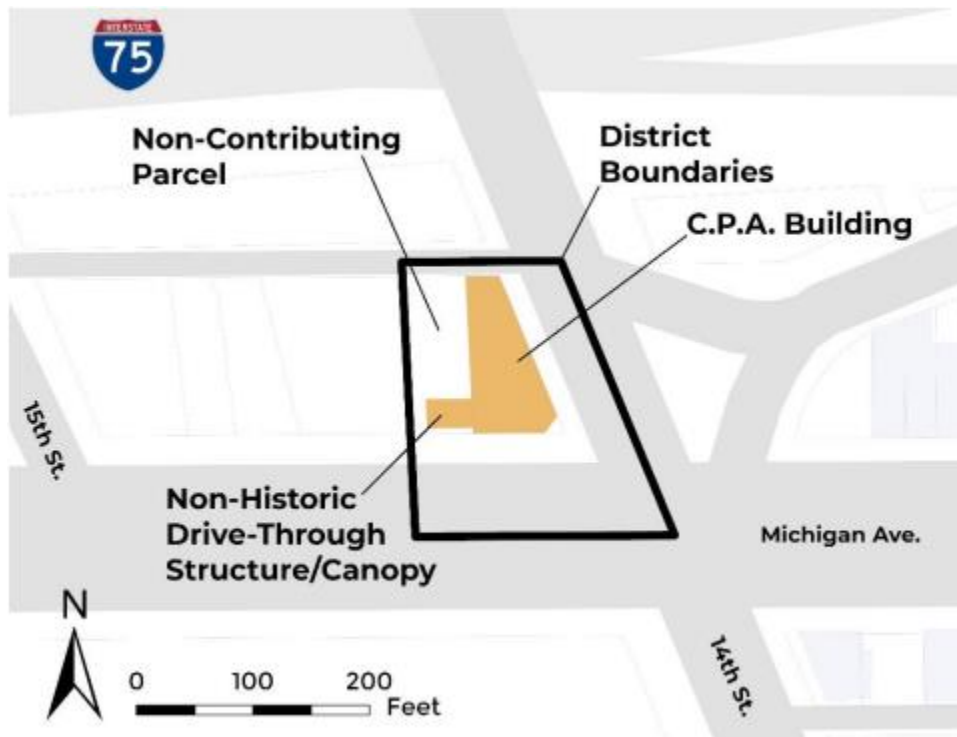 INTERSTATE
75
Non-Contributing
Parcel
District
Boundaries
C.P.A. Building
15th St.
Non-Historic
Drive-Through
Structure/Canopy
Michigan Ave.
14th St.
N
0 100 200
Feet